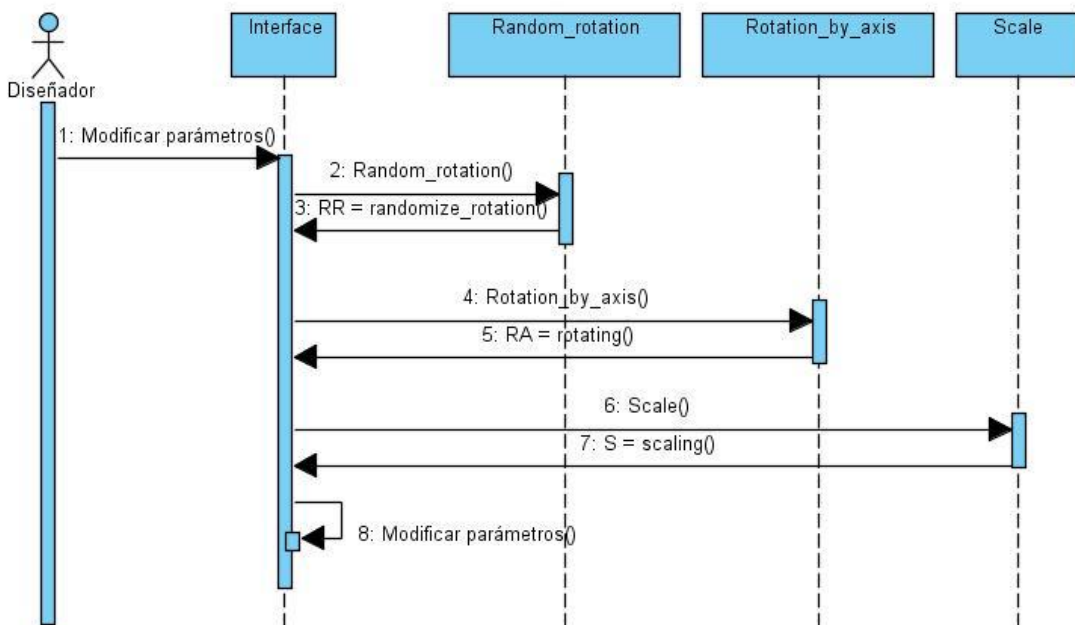 Interface
Random_rotation
Rotation_by_axis
Scale
Diseñador
1: Modificar parámetros()
2: Random_rotation()
3: RR = randomize_rotation()
4: Rotation_by_axis()
5: RA = rotating()
6: Scale()
7: S = scaling()
8: Modificar parámetros()